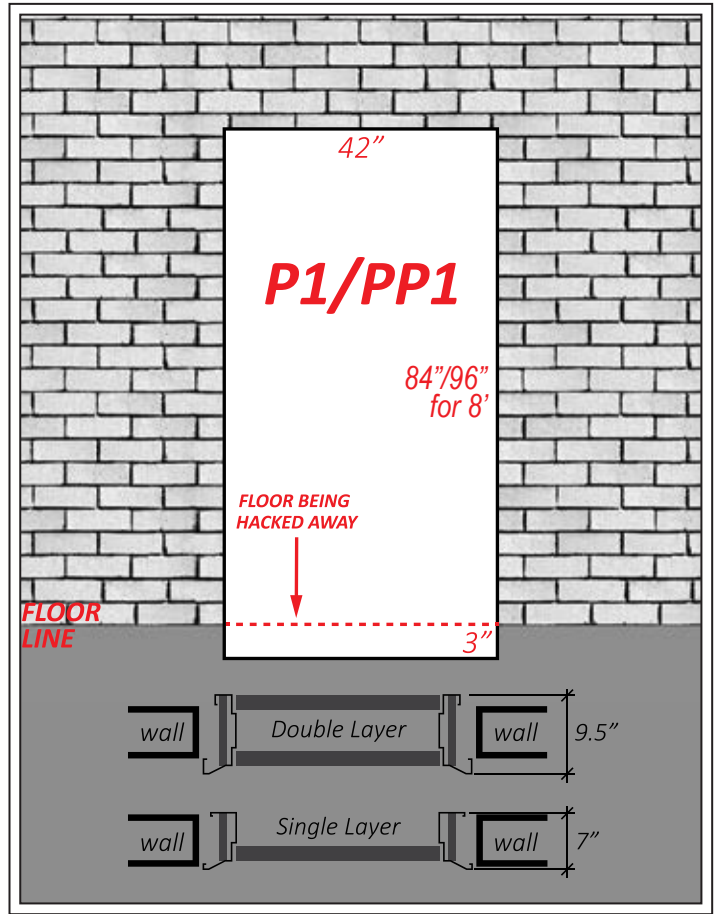 42”
P1/PP1
84”/96”
for 8’
FLOOR BEING
HACKED AWAY
FLOOR
LINE
3”
wall
Double Layer
wall
9.5”
wall
Single Layer
wall
7”